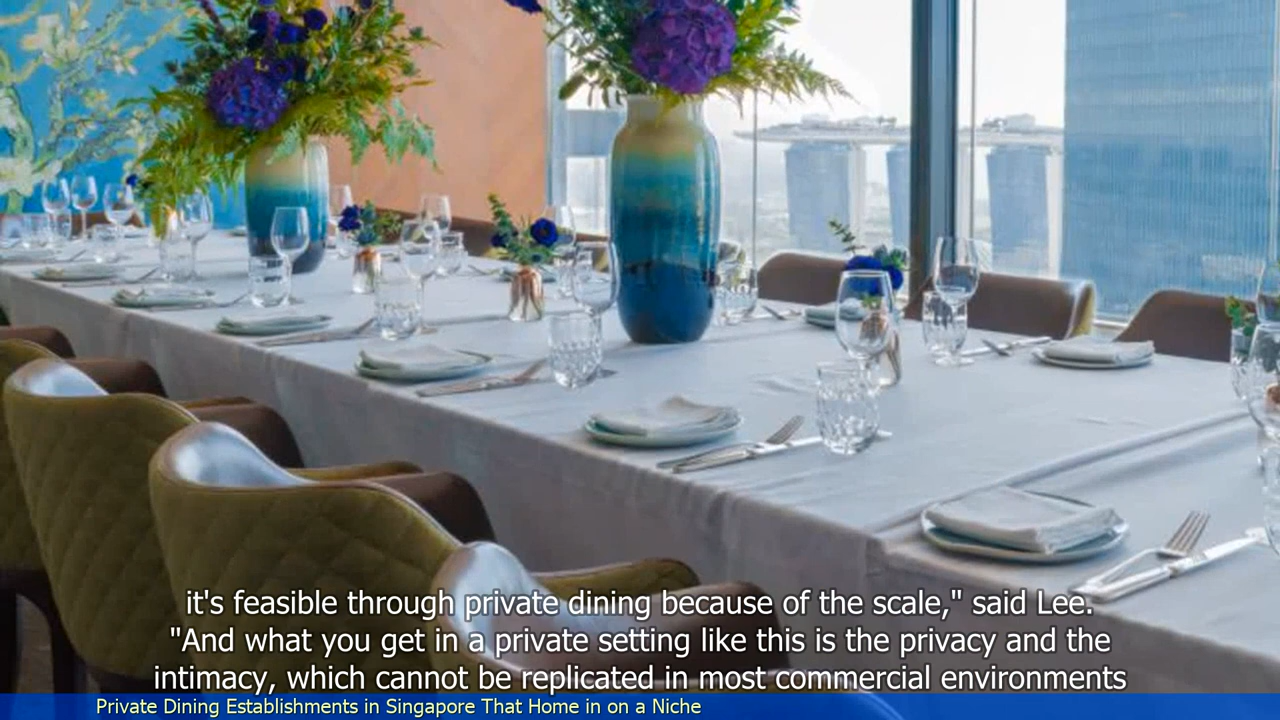 it's feasible through private dining because of the scale," said Lee.
"And what you get in a private setting like this is the privacy and the
intimacy, which cannot be replicated in most commercial environments
Private Dining Establishments in Singapore That Home in on a Niche